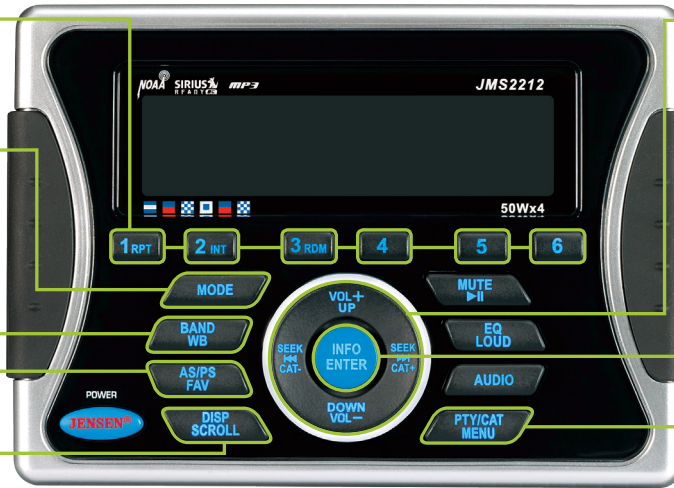 NOAA SIRIUS READY MP3 JMS2212
50Wx4
1 RPT 2 INT 3 RDM 4 5 6
MODE
VOL+
UP
MUTE
BAND
WB
EQ
LOUD
SEEK
CAT-
INFO
ENTER
SEEK
CAT+
AS/PS
FAV
AUDIO
POWER
JENSEN®
DISP
SCROLL
DOWN
VOL-
PTY/CAT
MENU